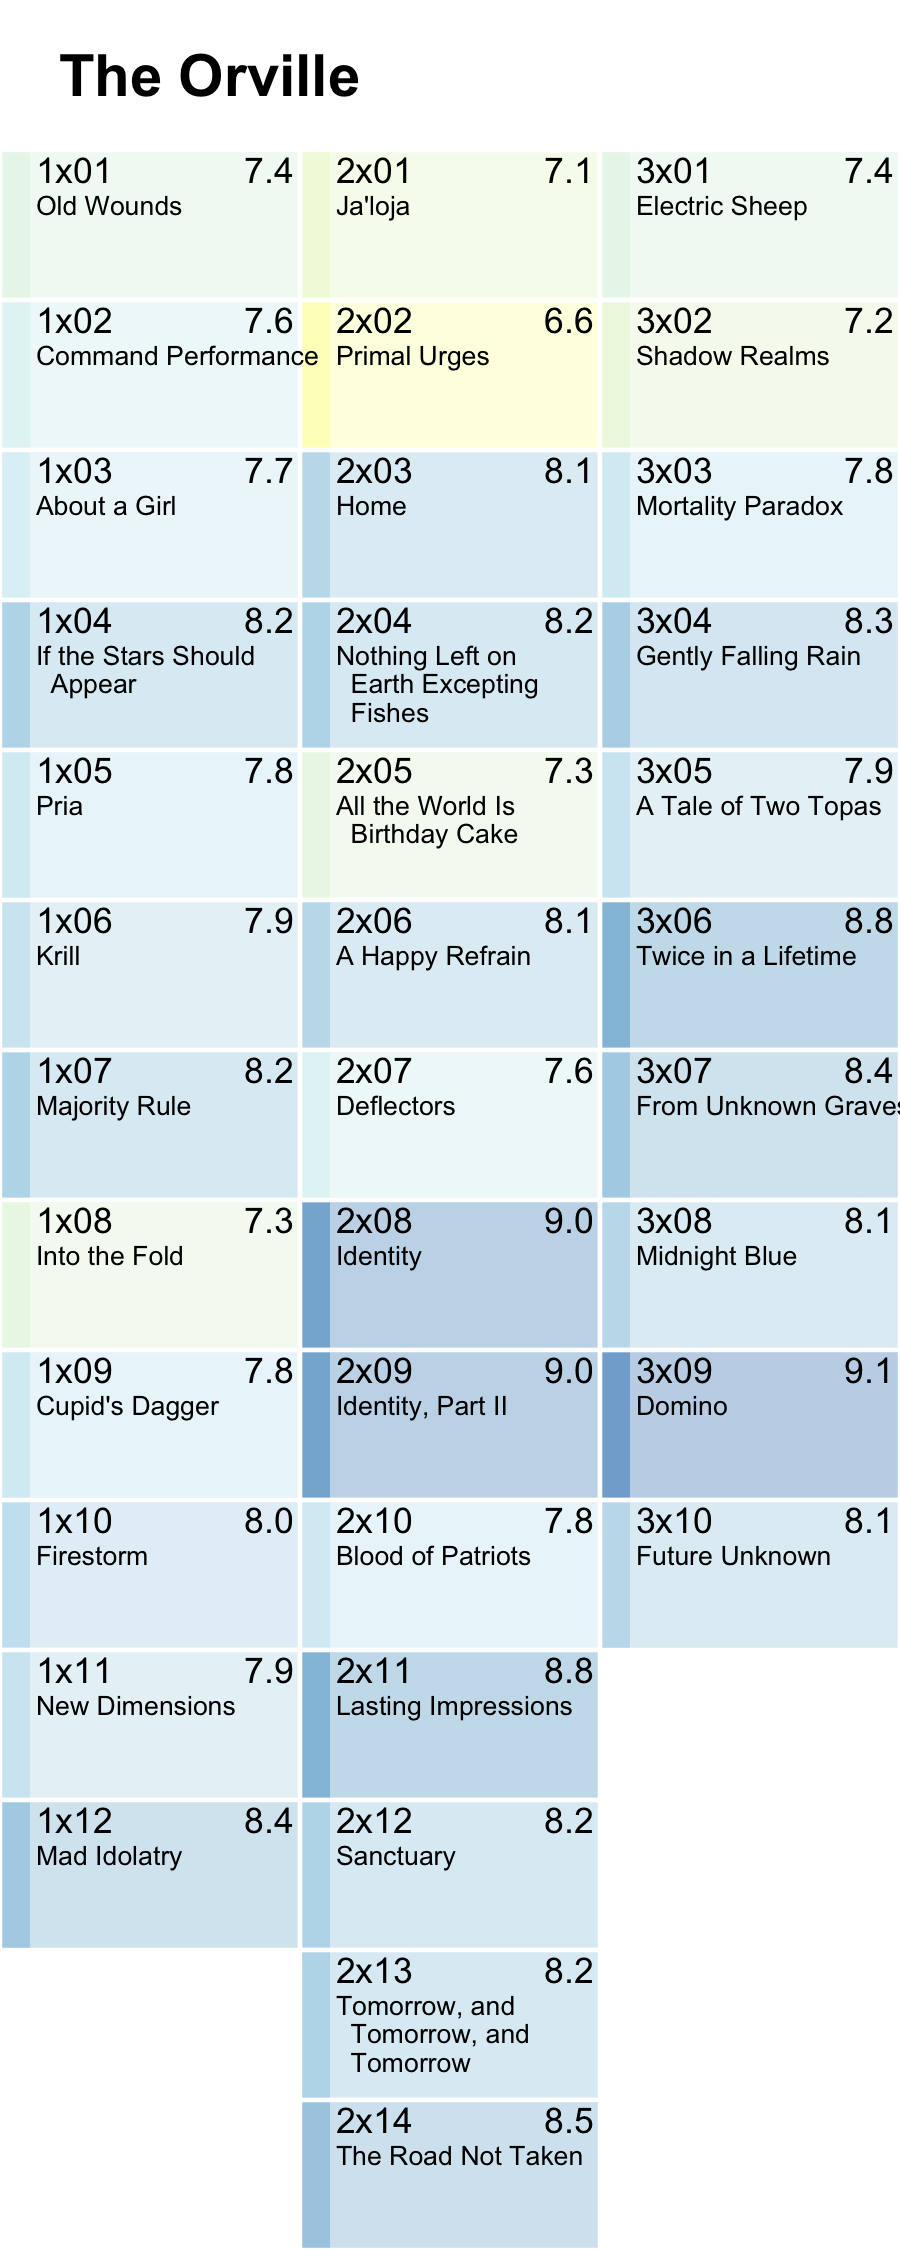 The Orville
1x01 7.4
Old Wounds
1x02 7.6
Command Performance
1x03 7.7
About a Girl
1x04 8.2
If the Stars Should
Appear
1x05 7.8
Pria
1x06 7.9
Krill
1x07 8.2
Majority Rule
1x08 7.3
Into the Fold
1x09 7.8
Cupid's Dagger
1x10 8.0
Firestorm
1x11 7.9
New Dimensions
1x12 8.4
Mad Idolatry
2x01 7.1
Ja'loja
2x02 6.6
Primal Urges
2x03 8.1
Home
2x04 8.2
Nothing Left on
Earth Excepting
Fishes
2x05 7.3
All the World Is
Birthday Cake
2x06 8.1
A Happy Refrain
2x07 7.6
Deflectors
2x08 9.0
Identity
2x09 9.0
Identity, Part II
2x10 7.8
Blood of Patriots
2x11 8.8
Lasting Impressions
2x12 8.2
Sanctuary
2x13 8.2
Tomorrow, and
Tomorrow, and
Tomorrow
2x14 8.5
The Road Not Taken
3x01 7.4
Electric Sheep
3x02 7.2
Shadow Realms
3x03 7.8
Mortality Paradox
3x04 8.3
Gently Falling Rain
3x05 7.9
A Tale of Two Topas
3x06 8.8
Twice in a Lifetime
3x07 8.4
From Unknown Graves
3x08 8.1
Midnight Blue
3x09 9.1
Domino
3x10 8.1
Future Unknown